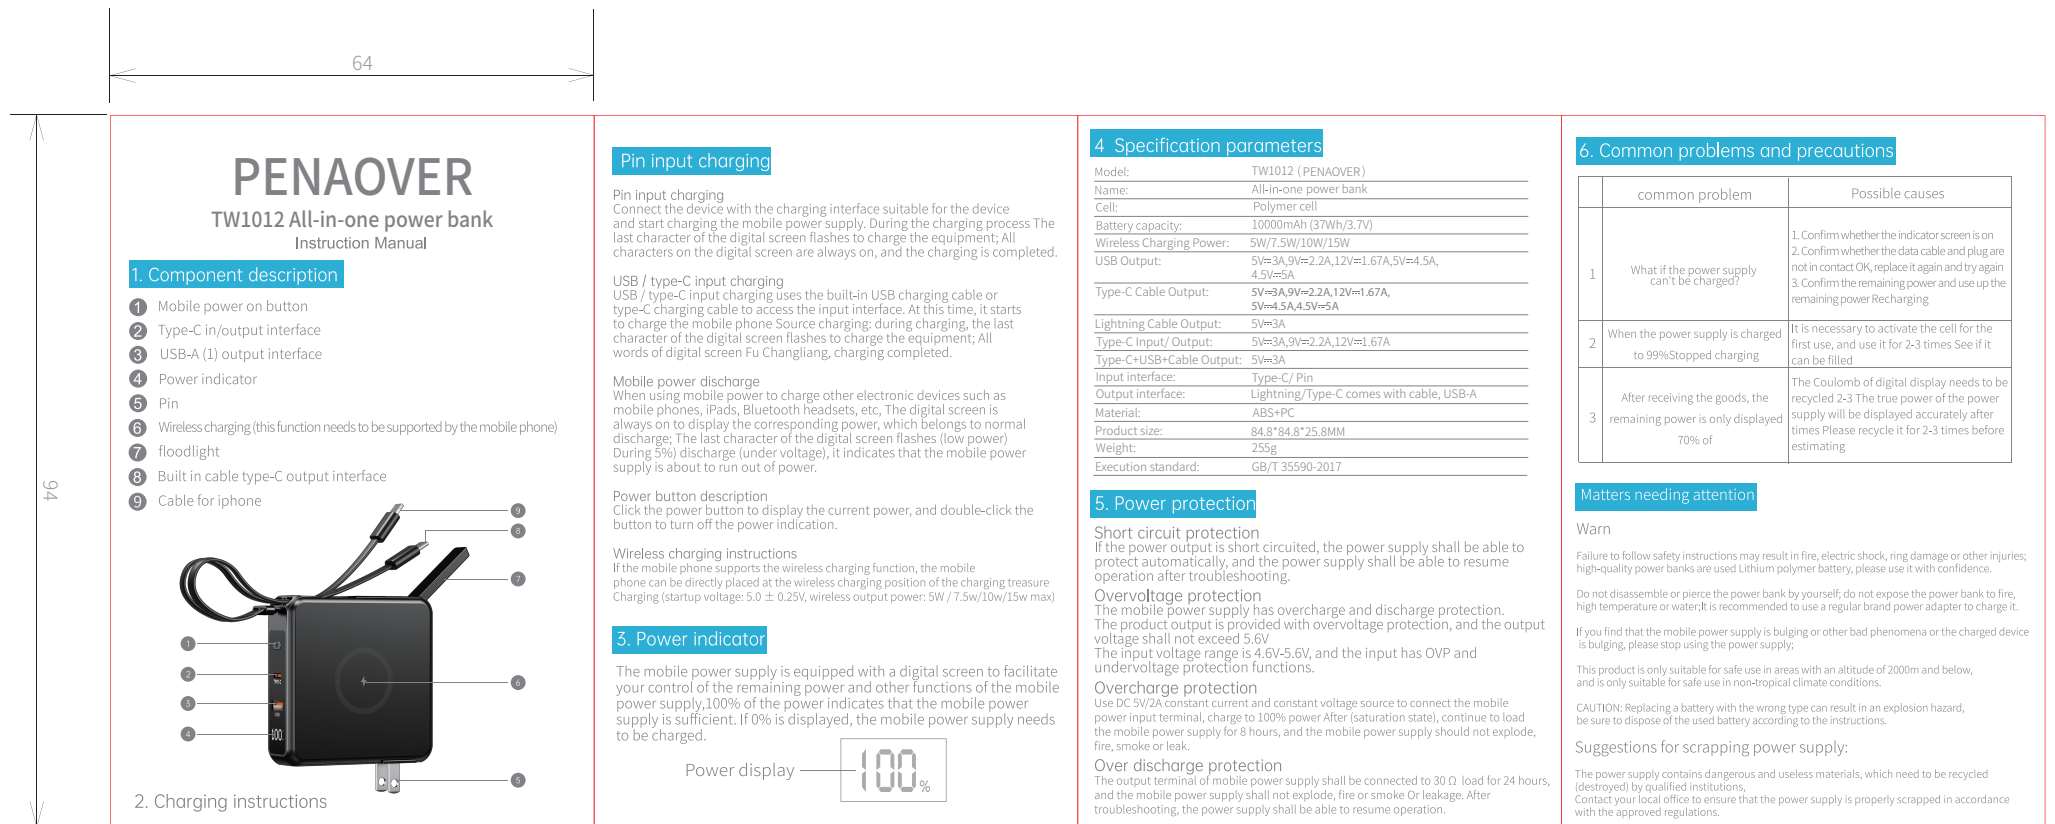 64
94
PENAOVER
TW1012 All-in-one power bank
Instruction Manual
1. Component description
1 Mobile power on button
2 Type-C in/output interface
3 USB-A (1) output interface
4 Power indicator
5 Pin
6 Wireless charging (this function needs to be supported by the mobile phone)
7 floodlight
8 Built in cable type-C output interface
9 Cable for iphone
9
8
7
1
2
3
4
6
5
TYPE-C
USB
100
2. Charging instructions
Pin input charging
Pin input charging
Connect the device with the charging interface suitable for the device
and start charging the mobile power supply. During the charging process The
last character of the digital screen flashes to charge the equipment; All
characters on the digital screen are always on, and the charging is completed.
USB / type-C input charging
USB / type-C input charging uses the built-in USB charging cable or
type-C charging cable to access the input interface. At this time, it starts
to charge the mobile phone Source charging: during charging, the last
character of the digital screen flashes to charge the equipment; All
words of digital screen Fu Changliang, charging completed.
Mobile power discharge
When using mobile power to charge other electronic devices such as
mobile phones, iPads, Bluetooth headsets, etc, The digital screen is
always on to display the corresponding power, which belongs to normal
discharge; The last character of the digital screen flashes (low power)
During 5%) discharge (under voltage), it indicates that the mobile power
supply is about to run out of power.
Power button description
Click the power button to display the current power, and double-click the
button to turn off the power indication.
Wireless charging instructions
If the mobile phone supports the wireless charging function, the mobile
phone can be directly placed at the wireless charging position of the charging treasure
Charging (startup voltage: 5.0 ± 0.25V, wireless output power: 5W / 7.5w/10w/15w max)
3. Power indicator
The mobile power supply is equipped with a digital screen to facilitate
your control of the remaining power and other functions of the mobile
power supply,100% of the power indicates that the mobile power
supply is sufficient. If 0% is displayed, the mobile power supply needs
to be charged.
Power display
100%
4 Specification parameters
Model: TW1012（PENAOVER）
Name: All-in-one power bank
Cell: Polymer cell
Battery capacity: 10000mAh (37Wh/3.7V)
Wireless Charging Power: 5W/7.5W/10W/15W
USB Output: 5V⎓3A,9V⎓2.2A,12V⎓1.67A,5V⎓4.5A,
4.5V⎓5A
Type-C Cable Output: 5V⎓3A,9V⎓2.2A,12V⎓1.67A,
5V⎓4.5A,4.5V⎓5A
Lightning Cable Output: 5V⎓3A
Type-C Input/ Output: 5V⎓3A,9V⎓2.2A,12V⎓1.67A
Type-C+USB+Cable Output: 5V⎓3A
Input interface: Type-C/ Pin
Output interface: Lightning/Type-C comes with cable, USB-A
Material: ABS+PC
Product size: 84.8*84.8*25.8MM
Weight: 255g
Execution standard: GB/T 35590-2017
5. Power protection
Short circuit protection
If the power output is short circuited, the power supply shall be able to
protect automatically, and the power supply shall be able to resume
operation after troubleshooting.
Overvoltage protection
The mobile power supply has overcharge and discharge protection.
The product output is provided with overvoltage protection, and the output
voltage shall not exceed 5.6V
The input voltage range is 4.6V-5.6V, and the input has OVP and
undervoltage protection functions.
Overcharge protection
Use DC 5V/2A constant current and constant voltage source to connect the mobile
power input terminal, charge to 100% power After (saturation state), continue to load
the mobile power supply for 8 hours, and the mobile power supply should not explode,
fire, smoke or leak.
Over discharge protection
The output terminal of mobile power supply shall be connected to 30 Ω load for 24 hours,
and the mobile power supply shall not explode, fire or smoke Or leakage. After
troubleshooting, the power supply shall be able to resume operation.
6. Common problems and precautions
common problem Possible causes
1 What if the power supply
can't be charged?
1. Confirm whether the indicator screen is on
2. Confirm whether the data cable and plug are
not in contact OK, replace it again and try again
3. Confirm the remaining power and use up the
remaining power Recharging
2 When the power supply is charged
to 99%Stopped charging
It is necessary to activate the cell for the
first use, and use it for 2-3 times See if it
can be filled
3 After receiving the goods, the
remaining power is only displayed
70% of
The Coulomb of digital display needs to be
recycled 2-3 The true power of the power
supply will be displayed accurately after
times Please recycle it for 2-3 times before
estimating
Matters needing attention
Warn
Failure to follow safety instructions may result in fire, electric shock, ring damage or other injuries;
high-quality power banks are used Lithium polymer battery, please use it with confidence.
Do not disassemble or pierce the power bank by yourself; do not expose the power bank to fire,
high temperature or water;It is recommended to use a regular brand power adapter to charge it.
If you find that the mobile power supply is bulging or other bad phenomena or the charged device
is bulging, please stop using the power supply;
This product is only suitable for safe use in areas with an altitude of 2000m and below,
and is only suitable for safe use in non-tropical climate conditions.
CAUTION: Replacing a battery with the wrong type can result in an explosion hazard,
be sure to dispose of the used battery according to the instructions.
Suggestions for scrapping power supply:
The power supply contains dangerous and useless materials, which need to be recycled
(destroyed) by qualified institutions,
Contact your local office to ensure that the power supply is properly scrapped in accordance
with the approved regulations.